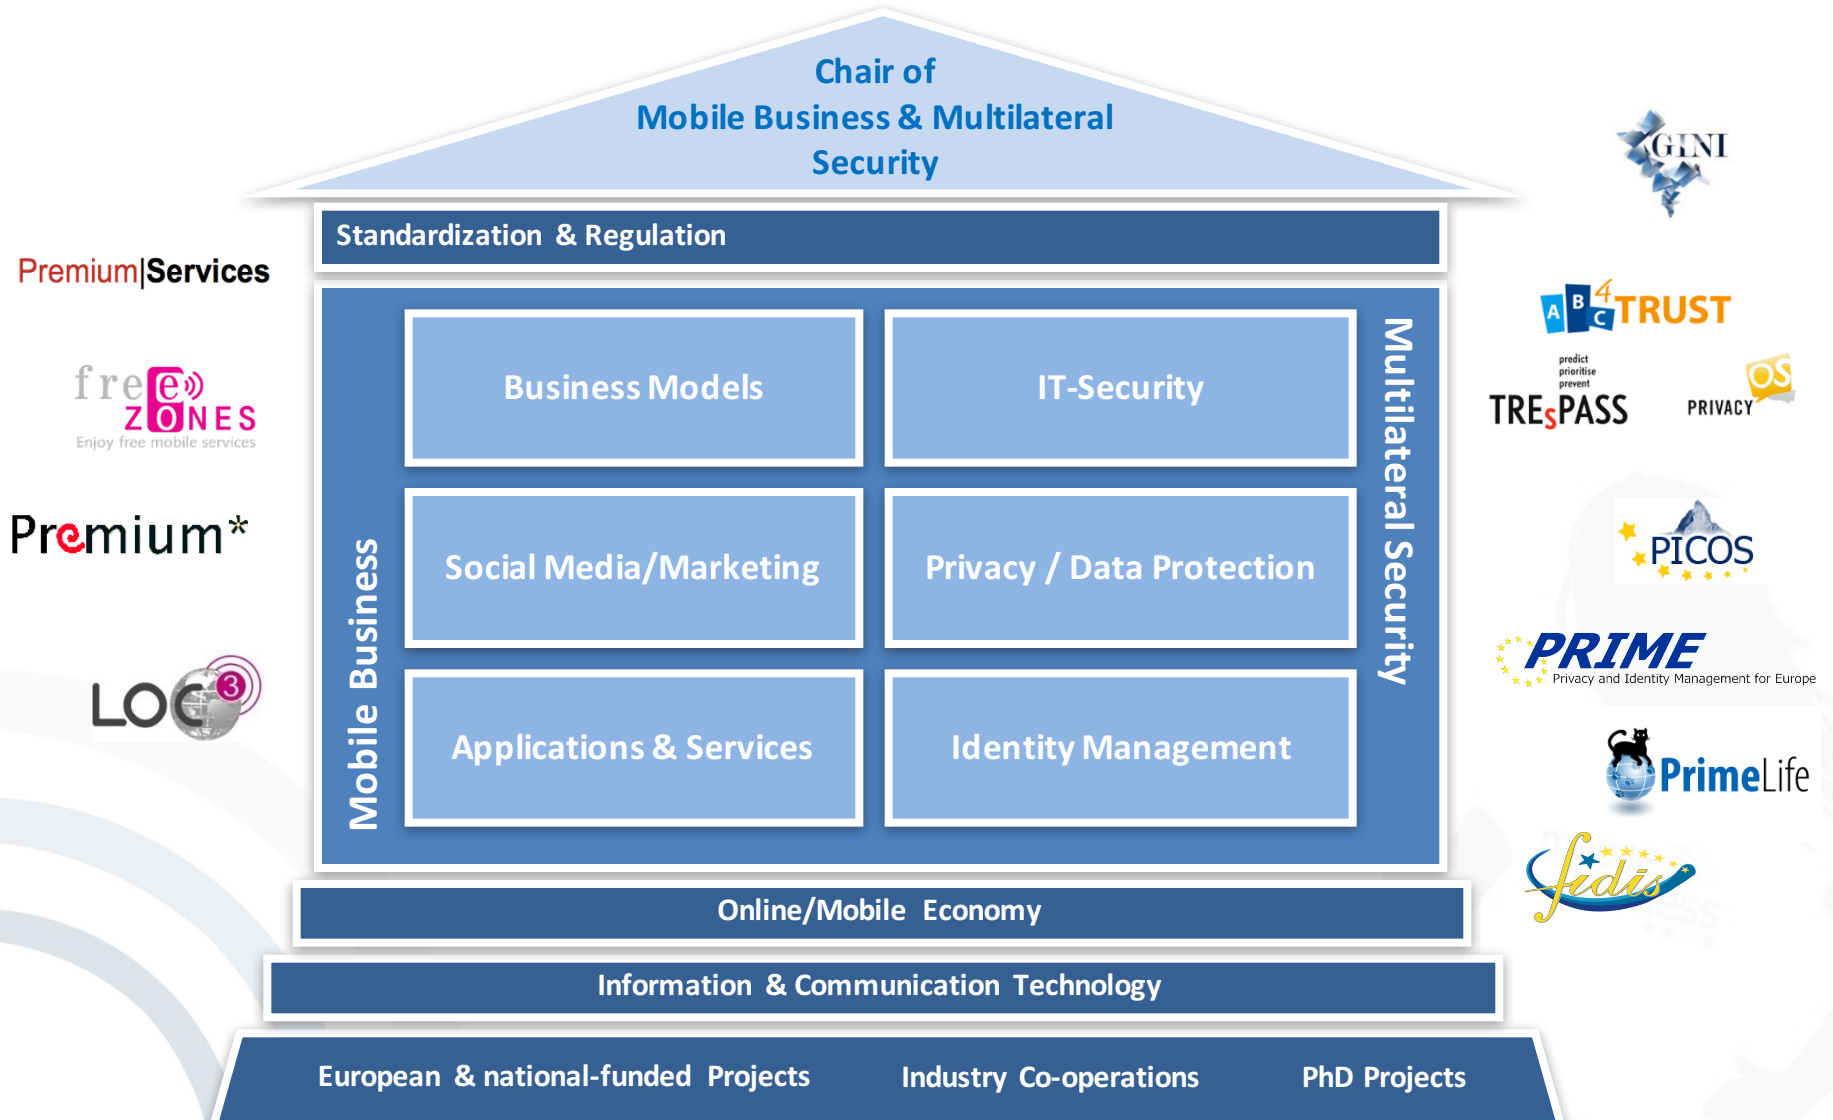 Chair of
Mobile Business & Multilateral
Security
Standardization & Regulation
Mobile Business
Business Models
IT-Security
Social Media/Marketing
Privacy / Data Protection
Applications & Services
Identity Management
Multilateral Security
Online/Mobile Economy
Information & Communication Technology
European & national-funded Projects
Industry Co-operations
PhD Projects
Premium|Services
free
ZONES
Enjoy free mobile services
Premium*
LOC3
GINI
ABC4TRUST
predict
prioritise
prevent
TREsPASS
PRIVACY OS
PICOS
PRIME
Privacy and Identity Management for Europe
PrimeLife
fidis